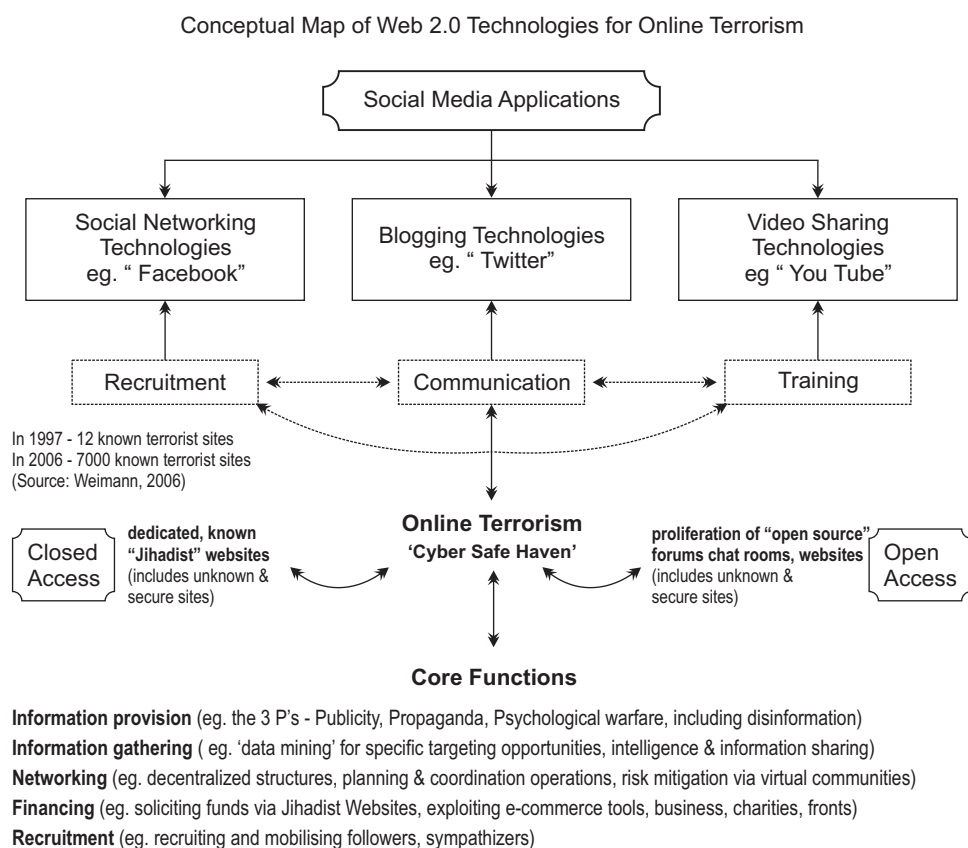 Conceptual Map of Web 2.0 Technologies for Online Terrorism
Social Media Applications
Social Networking
Technologies
eg. “ Facebook”
Blogging Technologies
eg. “ Twitter”
Video Sharing
Technologies
eg “ You Tube”
Recruitment
Communication
Training
In 1997 - 12 known terrorist sites
In 2006 - 7000 known terrorist sites
(Source: Weimann, 2006)
Closed
Access
dedicated, known
“Jihadist” websites
(includes unknown &
secure sites)
Online Terrorism
‘Cyber Safe Haven’
proliferation of “open source”
forums chat rooms, websites
(includes unknown &
secure sites)
Open
Access
Core Functions
Information provision (eg. the 3 P’s - Publicity, Propaganda, Psychological warfare, including disinformation)
Information gathering ( eg. ‘data mining’ for specific targeting opportunities, intelligence & information sharing)
Networking (eg. decentralized structures, planning & coordination operations, risk mitigation via virtual communities)
Financing (eg. soliciting funds via Jihadist Websites, exploiting e-commerce tools, business, charities, fronts)
Recruitment (eg. recruiting and mobilising followers, sympathizers)